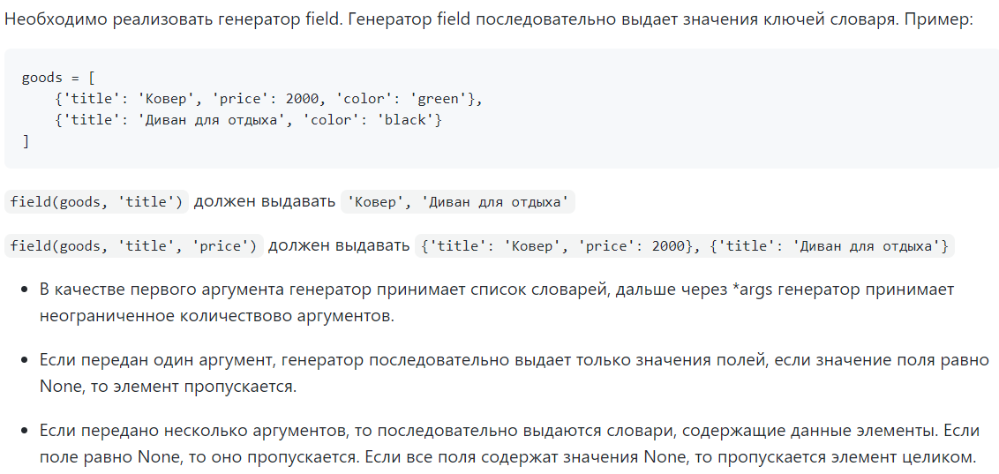 Необходимо реализовать генератор field. Генератор field последовательно выдает значения ключей словаря. Пример:
goods = [
    {'title': 'Ковер', 'price': 2000, 'color': 'green'},
    {'title': 'Диван для отдыха', 'color': 'black'}
]
field(goods, 'title') должен выдавать 'Ковер', 'Диван для отдыха'
field(goods, 'title', 'price') должен выдавать {'title': 'Ковер', 'price': 2000}, {'title': 'Диван для отдыха'}
• В качестве первого аргумента генератор принимает список словарей, дальше через *args генератор принимает
неограниченное количествово аргументов.
• Если передан один аргумент, генератор последовательно выдает только значения полей, если значение поля равно
None, то элемент пропускается.
• Если передано несколько аргументов, то последовательно выдаются словари, содержащие данные элементы. Если
поле равно None, то оно пропускается. Если все поля содержат значения None, то пропускается элемент целиком.